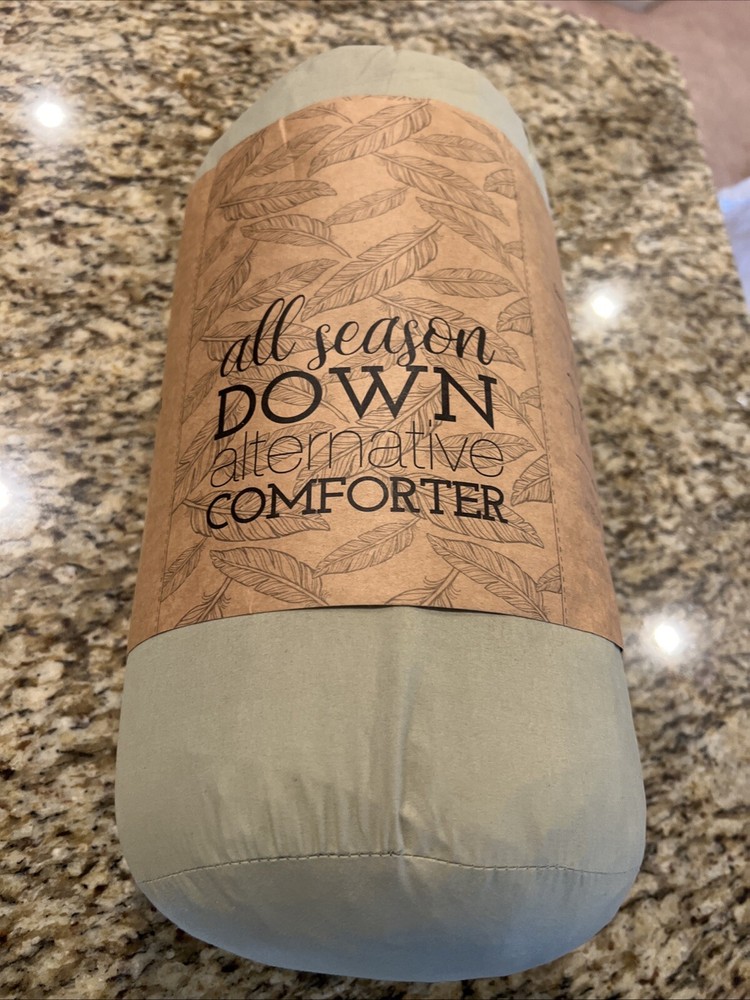 all season
DOWN
alternative
COMFORTER